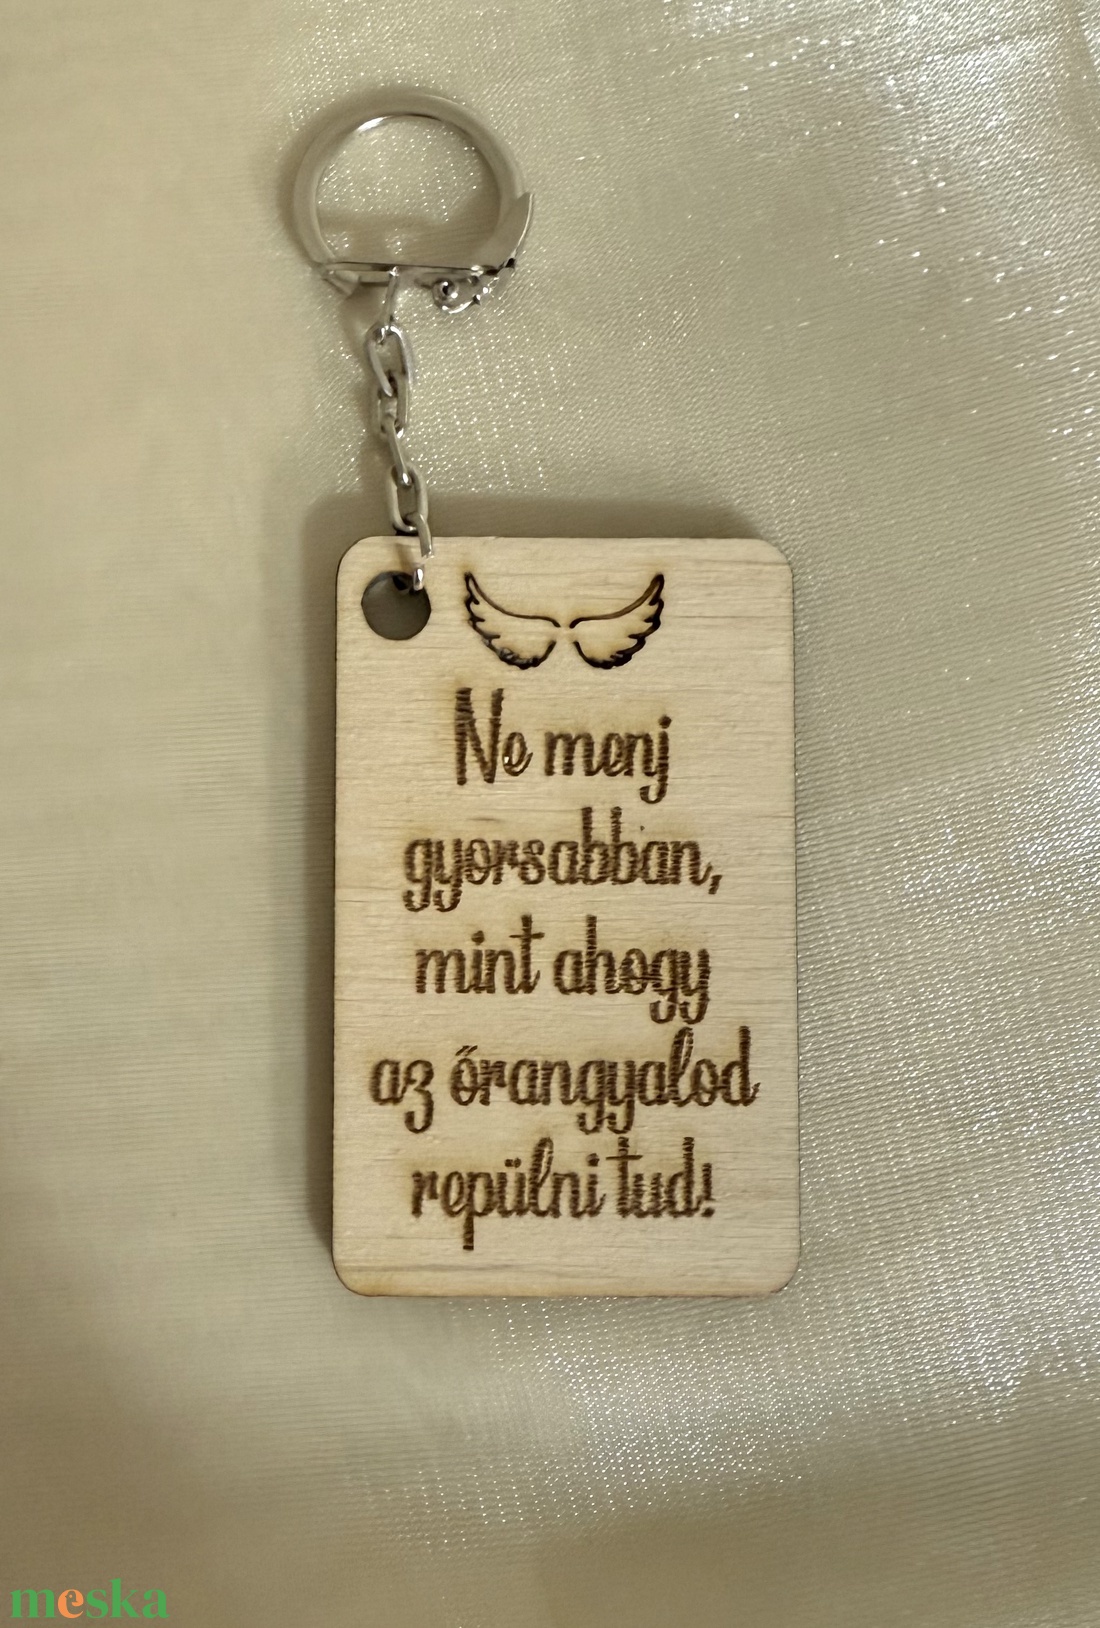 Ne menj
gyorsabban,
mint ahogy
az őrangyalod
repülni tud!
meska